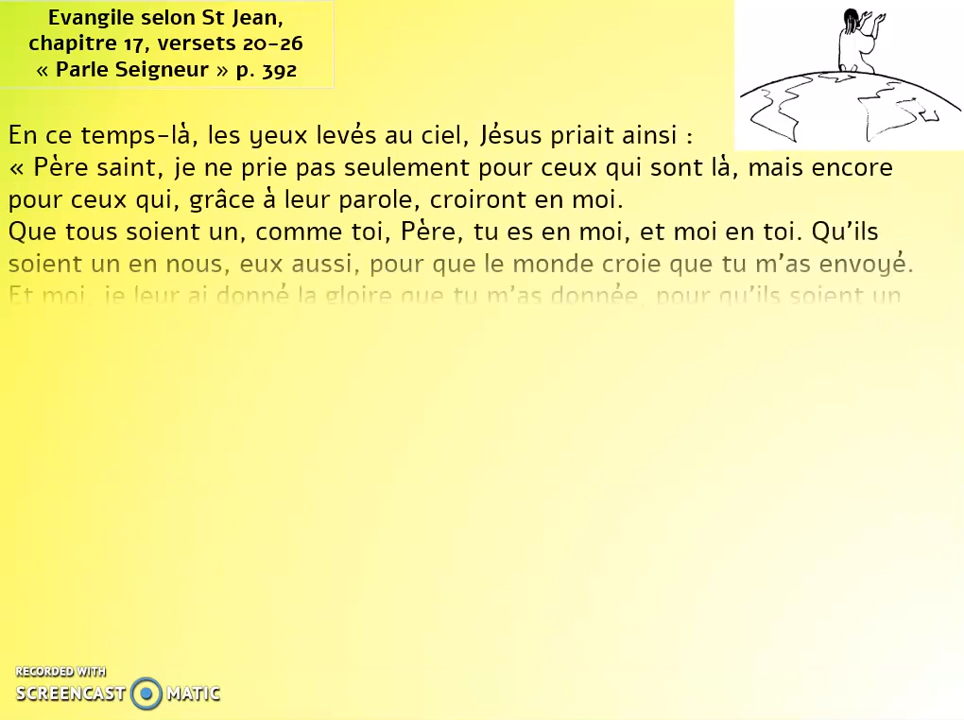 Evangile selon St Jean,
chapitre 17, versets 20-26
« Parle Seigneur » p. 392
En ce temps-là, les yeux levés au ciel, Jésus priait ainsi :
« Père saint, je ne prie pas seulement pour ceux qui sont là, mais encore
pour ceux qui, grâce à leur parole, croiront en moi.
Que tous soient un, comme toi, Père, tu es en moi, et moi en toi. Qu’ils
soient un en nous, eux aussi, pour que le monde croie que tu m’as envoyé.
Et moi, je leur ai donné la gloire que tu m’as donnée, pour qu’ils soient un
RECORDED WITH
SCREENCAST MATIC